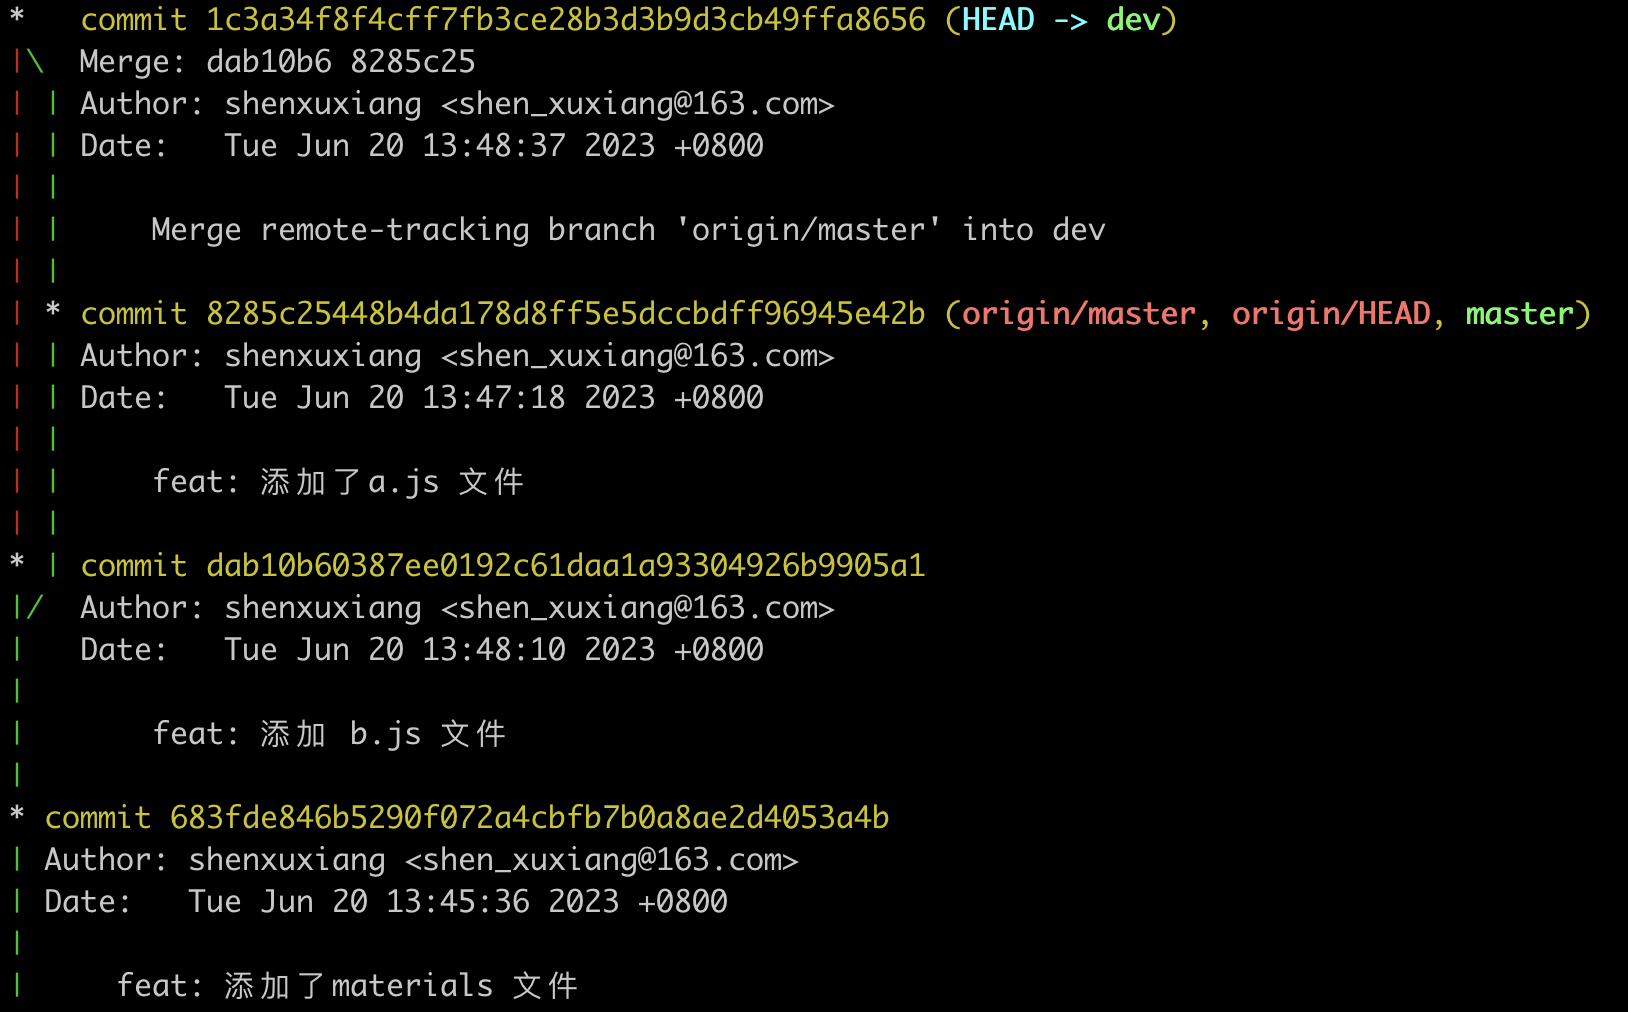 *   commit 1c3a34f8f4cff7fb3ce28b3d3b9d3cb49ffa8656 (HEAD -> dev)
|\  Merge: dab10b6 8285c25
| | Author: shenxuxiang <shen_xuxiang@163.com>
| | Date:   Tue Jun 20 13:48:37 2023 +0800
| |
| |     Merge remote-tracking branch 'origin/master' into dev
| |
| * commit 8285c25448b4da178d8ff5e5dccbdff96945e42b (origin/master, origin/HEAD, master)
| | Author: shenxuxiang <shen_xuxiang@163.com>
| | Date:   Tue Jun 20 13:47:18 2023 +0800
| |
| |     feat: 添加了a.js 文件
| |
* | commit dab10b60387ee0192c61daa1a93304926b9905a1
|/  Author: shenxuxiang <shen_xuxiang@163.com>
|   Date:   Tue Jun 20 13:48:10 2023 +0800
|
|       feat: 添加 b.js 文件
|
* commit 683fde846b5290f072a4cbfb7b0a8ae2d4053a4b
| Author: shenxuxiang <shen_xuxiang@163.com>
| Date:   Tue Jun 20 13:45:36 2023 +0800
|
|     feat: 添加了materials 文件